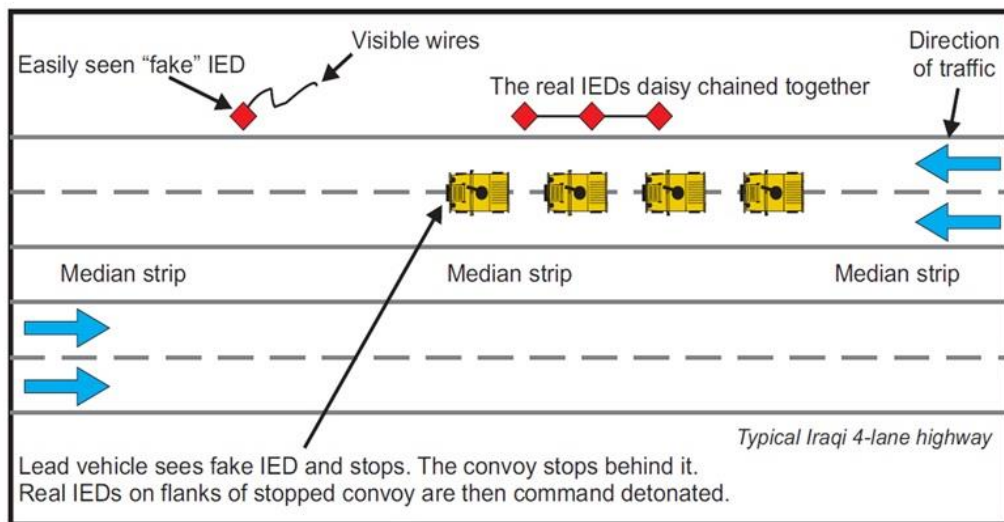 Visible wires
Easily seen “fake” IED
The real IEDs daisy chained together
Direction
of traffic
Median strip
Median strip
Median strip
Typical Iraqi 4-lane highway
Lead vehicle sees fake IED and stops. The convoy stops behind it.
Real IEDs on flanks of stopped convoy are then command detonated.